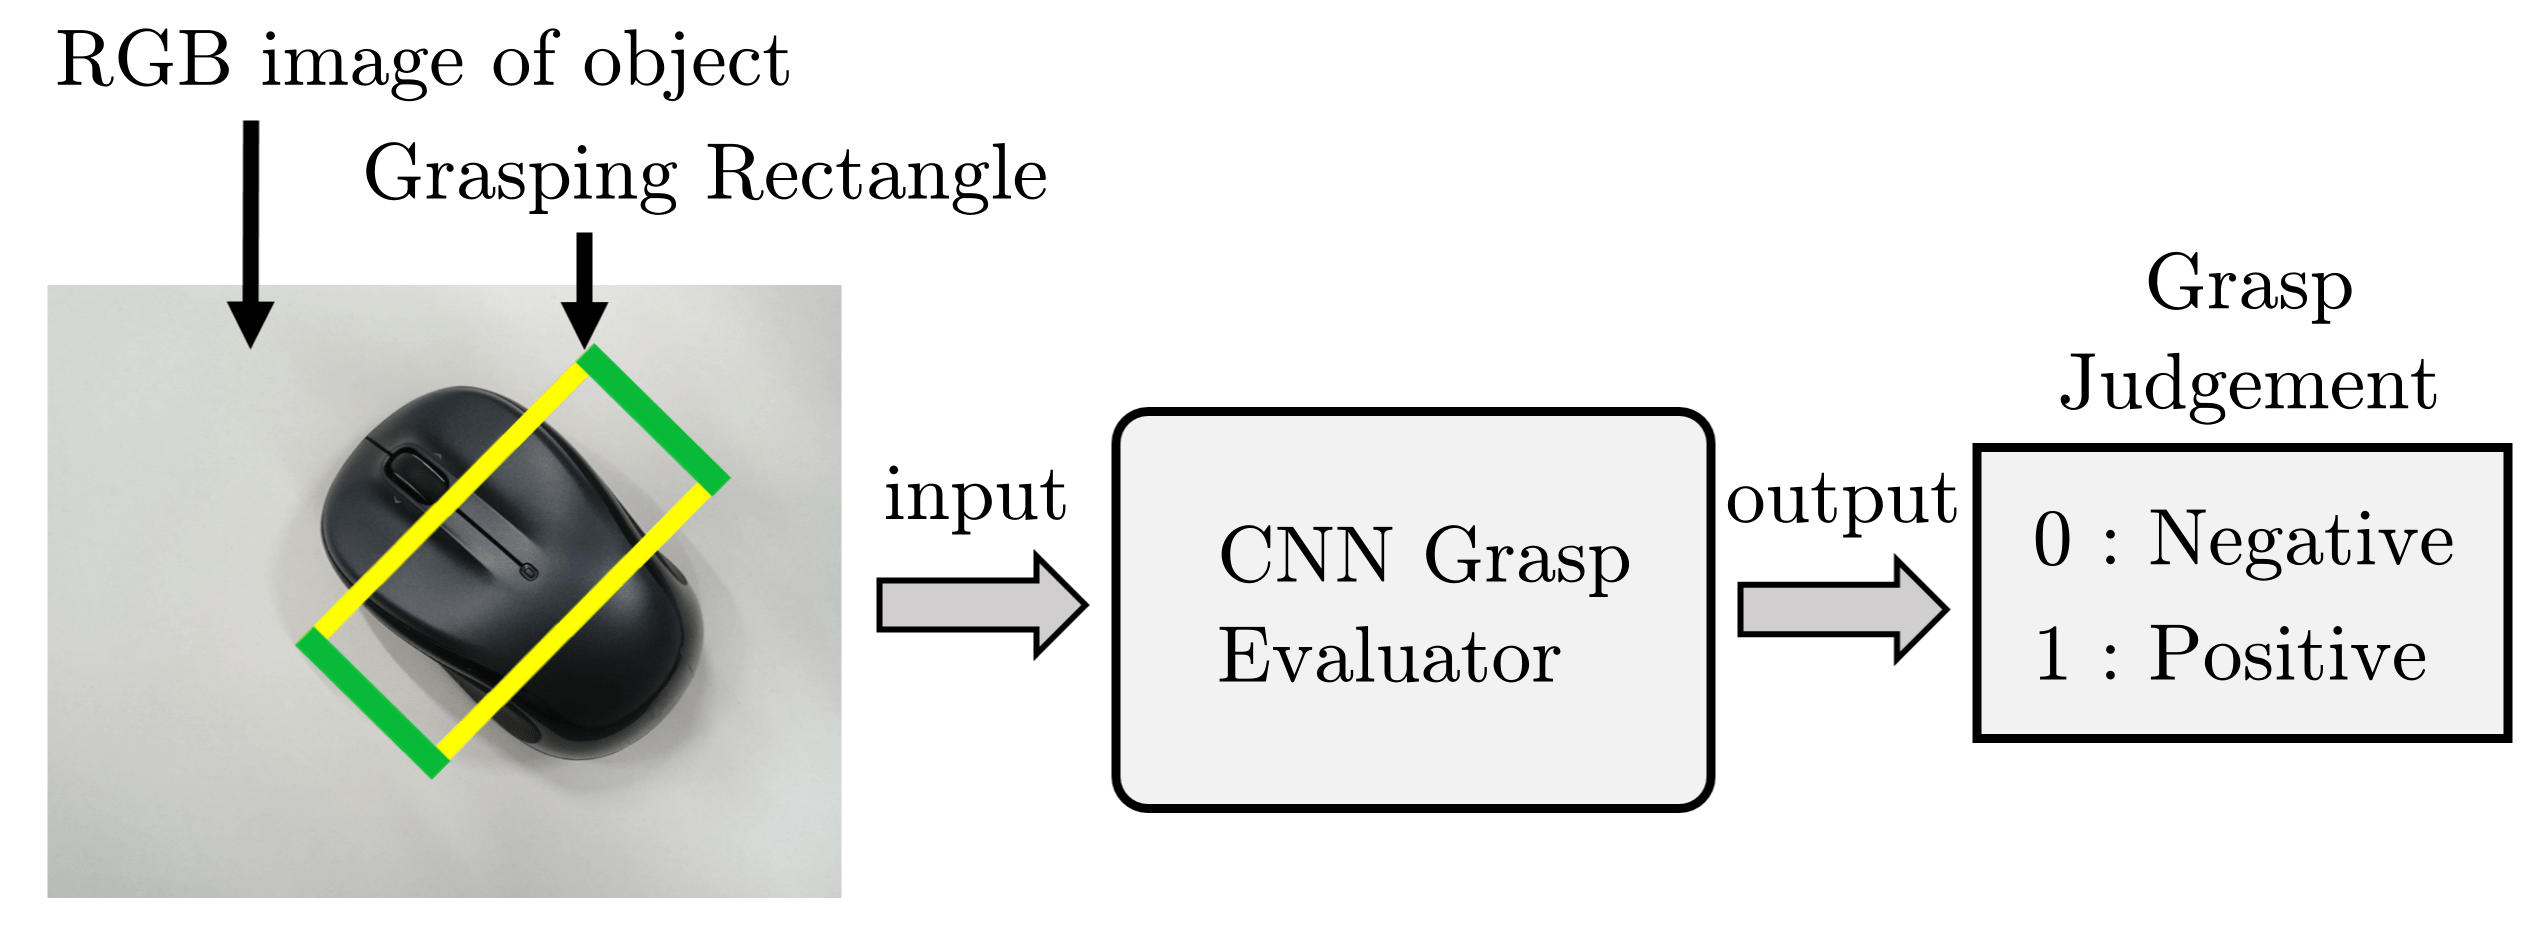 RGB image of object
Grasping Rectangle
input
CNN Grasp
Evaluator
output
Grasp
Judgement
0 : Negative
1 : Positive